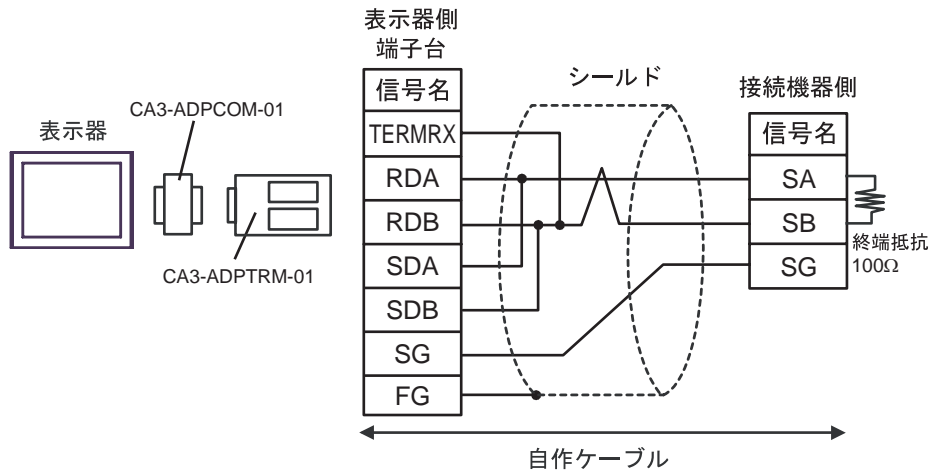 表示器
CA3-ADPCOM-01
CA3-ADPTRM-01
表示器側
端子台
信号名
TERMRX
RDA
RDB
SDA
SDB
SG
FG
シールド
接続機器側
信号名
SA
SB
SG
終端抵抗
100Ω
自作ケーブル